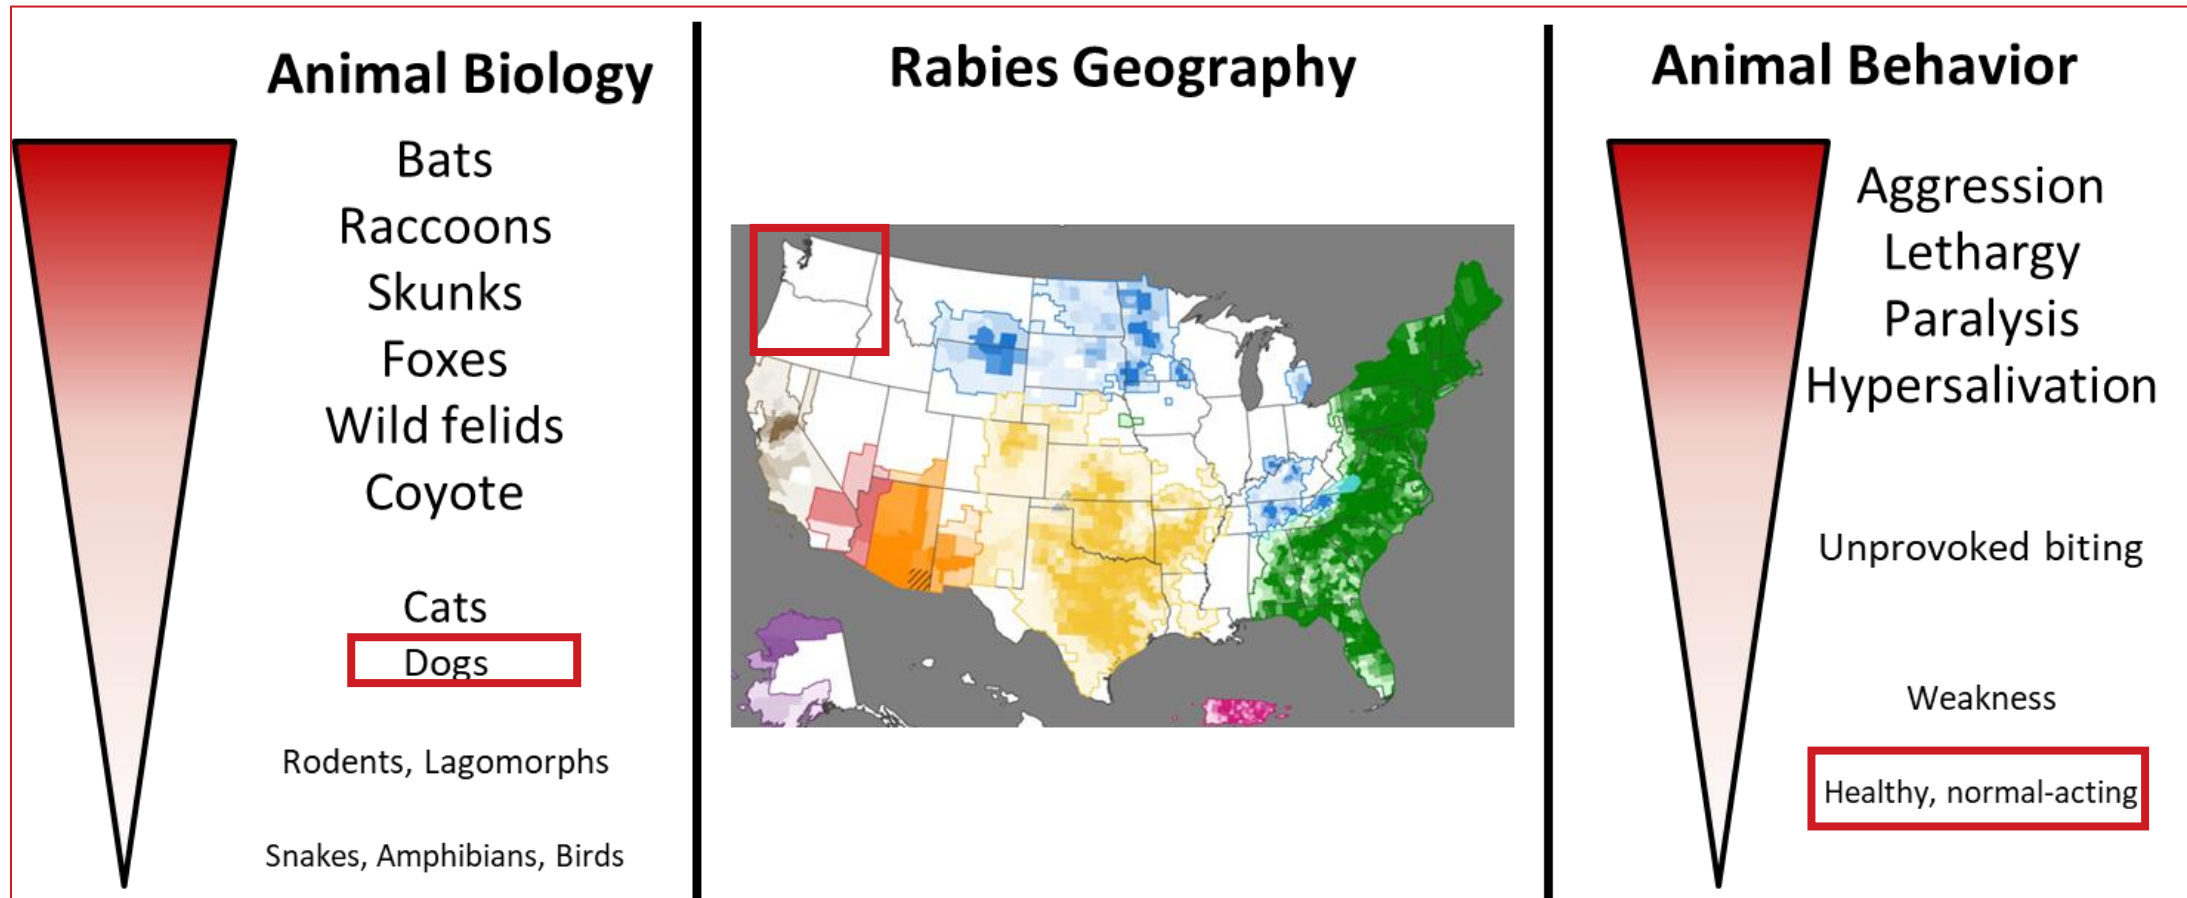 Animal Biology
Bats
Raccoons
Skunks
Foxes
Wild felids
Coyote
Cats
Dogs
Rodents, Lagomorphs
Snakes, Amphibians, Birds
Rabies Geography
Animal Behavior
Aggression
Lethargy
Paralysis
Hypersalivation
Unprovoked biting
Weakness
Healthy, normal-acting